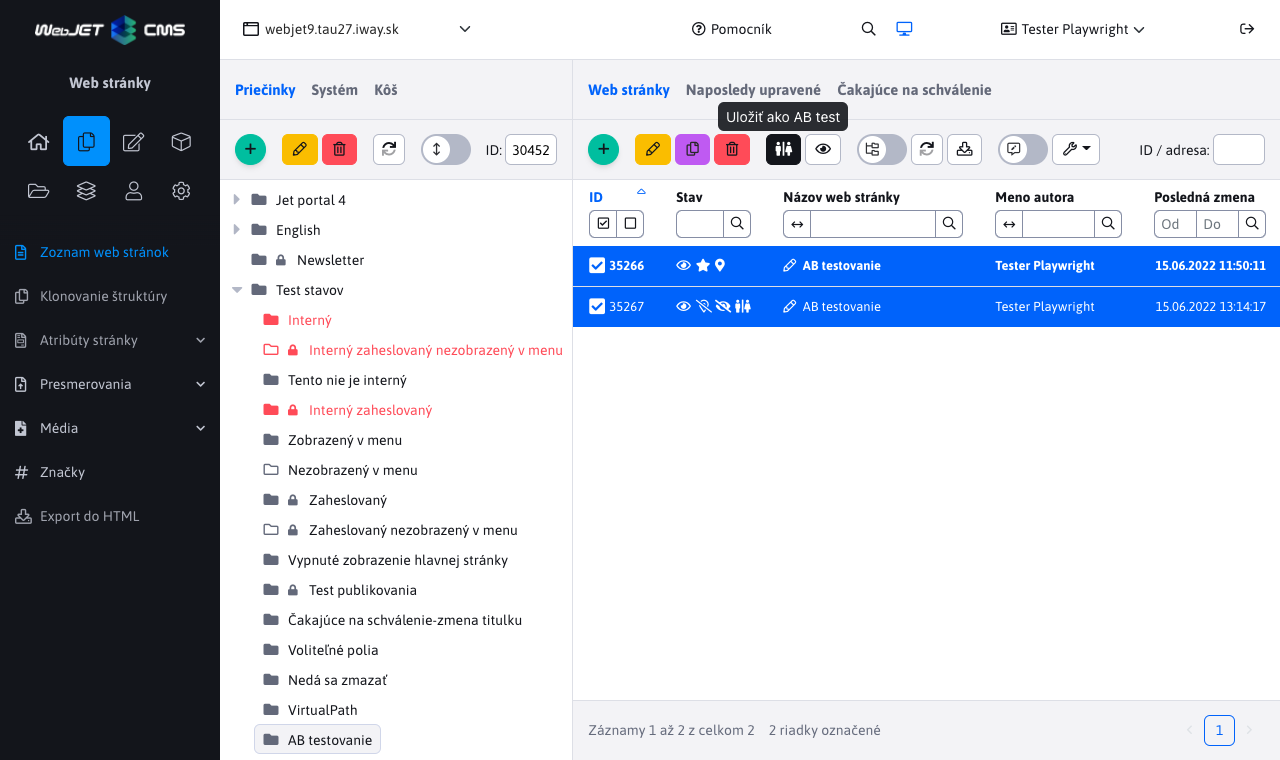 WebJET CMS
webjet9.tau27.iway.sk
Pomocník
Tester Playwright
Web stránky
Zoznam web stránok
Klonovanie štruktúry
Atribúty stránky
Presmerovania
Média
Značky
Export do HTML
Priečinky Systém Kôš
ID: 30452
Jet portal 4
English
Newsletter
Test stavov
Interný
Interný zaheslovaný nezobrazený v menu
Tento nie je interný
Interný zaheslovaný
Zobrazený v menu
Nezobrazený v menu
Zaheslovaný
Zaheslovaný nezobrazený v menu
Vypnuté zobrazenie hlavnej stránky
Test publikovania
Čakajúce na schválenie-zmena titulku
Voliteľné polia
Nedá sa zmazať
VirtualPath
AB testovanie
Web stránky Naposledy upravené Čakajúce na schválenie
Uložiť ako AB test
ID / adresa:
ID Stav Názov web stránky Meno autora Posledná zmena
Od Do
35266 AB testovanie Tester Playwright 15.06.2022 11:50:11
35267 AB testovanie Tester Playwright 15.06.2022 13:14:17
Záznamy 1 až 2 z celkom 2 2 riadky označené
1